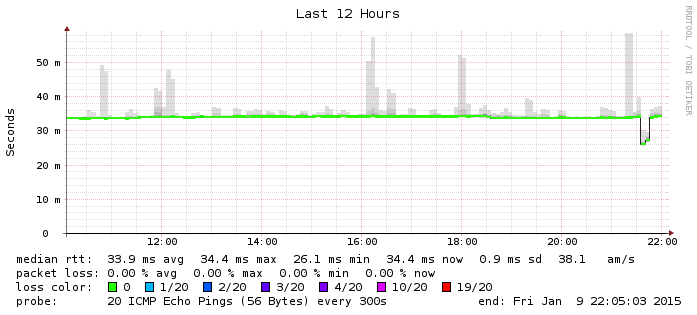 Last 12 Hours
RRDTOOL / TOBI OETIKER
Seconds
50 m
40 m
30 m
20 m
10 m
0
12:00 14:00 16:00 18:00 20:00 22:00
median rtt: 33.9 ms avg 34.4 ms max 26.1 ms min 34.4 ms now 0.9 ms sd 38.1 am/s
packet loss: 0.00 % avg 0.00 % max 0.00 % min 0.00 % now
loss color: 0 1/20 2/20 3/20 4/20 10/20 19/20
probe: 20 ICMP Echo Pings (56 Bytes) every 300s end: Fri Jan 9 22:05:03 2015